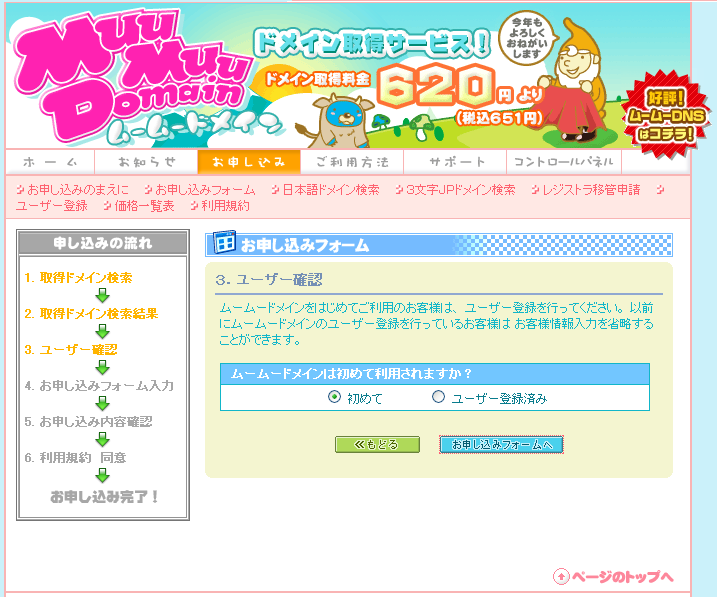 MuuMuu Domain
ムームードメイン
ドメイン取得サービス!
ドメイン取得料金 620円より
(税込651円)
今年も
よろしく
おねがい
します
好評!
ムームーDNS
はコチラ!
ホーム お知らせ お申し込み ご利用方法 サポート コントロールパネル
お申し込みのまえに お申し込みフォーム 日本語ドメイン検索 3文字JPドメイン検索 レジストラ移管申請
ユーザー登録 価格一覧表 利用規約
申し込みの流れ
1. 取得ドメイン検索
2. 取得ドメイン検索結果
3. ユーザー確認
4. お申し込みフォーム入力
5. お申し込み内容確認
6. 利用規約 同意
お申し込み完了!
お申し込みフォーム
3. ユーザー確認
ムームードメインをはじめてご利用のお客様は、ユーザー登録を行ってください。以前
にムームードメインのユーザー登録を行っているお客様は お客様情報入力を省略する
ことができます。
ムームードメインは初めて利用されますか?
初めて ユーザー登録済み
≪もどる お申し込みフォームへ
ページのトップへ